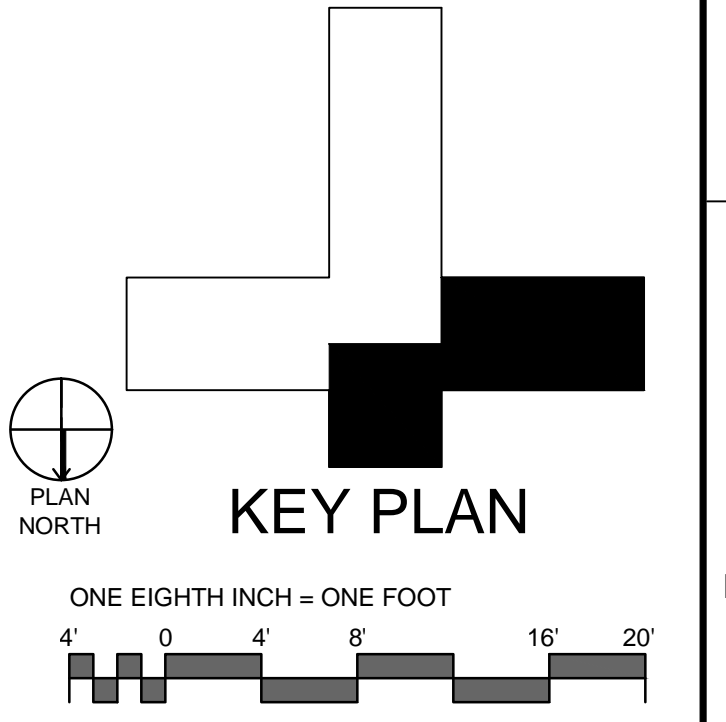 PLAN
NORTH
KEY PLAN
ONE EIGHTH INCH = ONE FOOT
4' 0 4' 8' 16' 20'